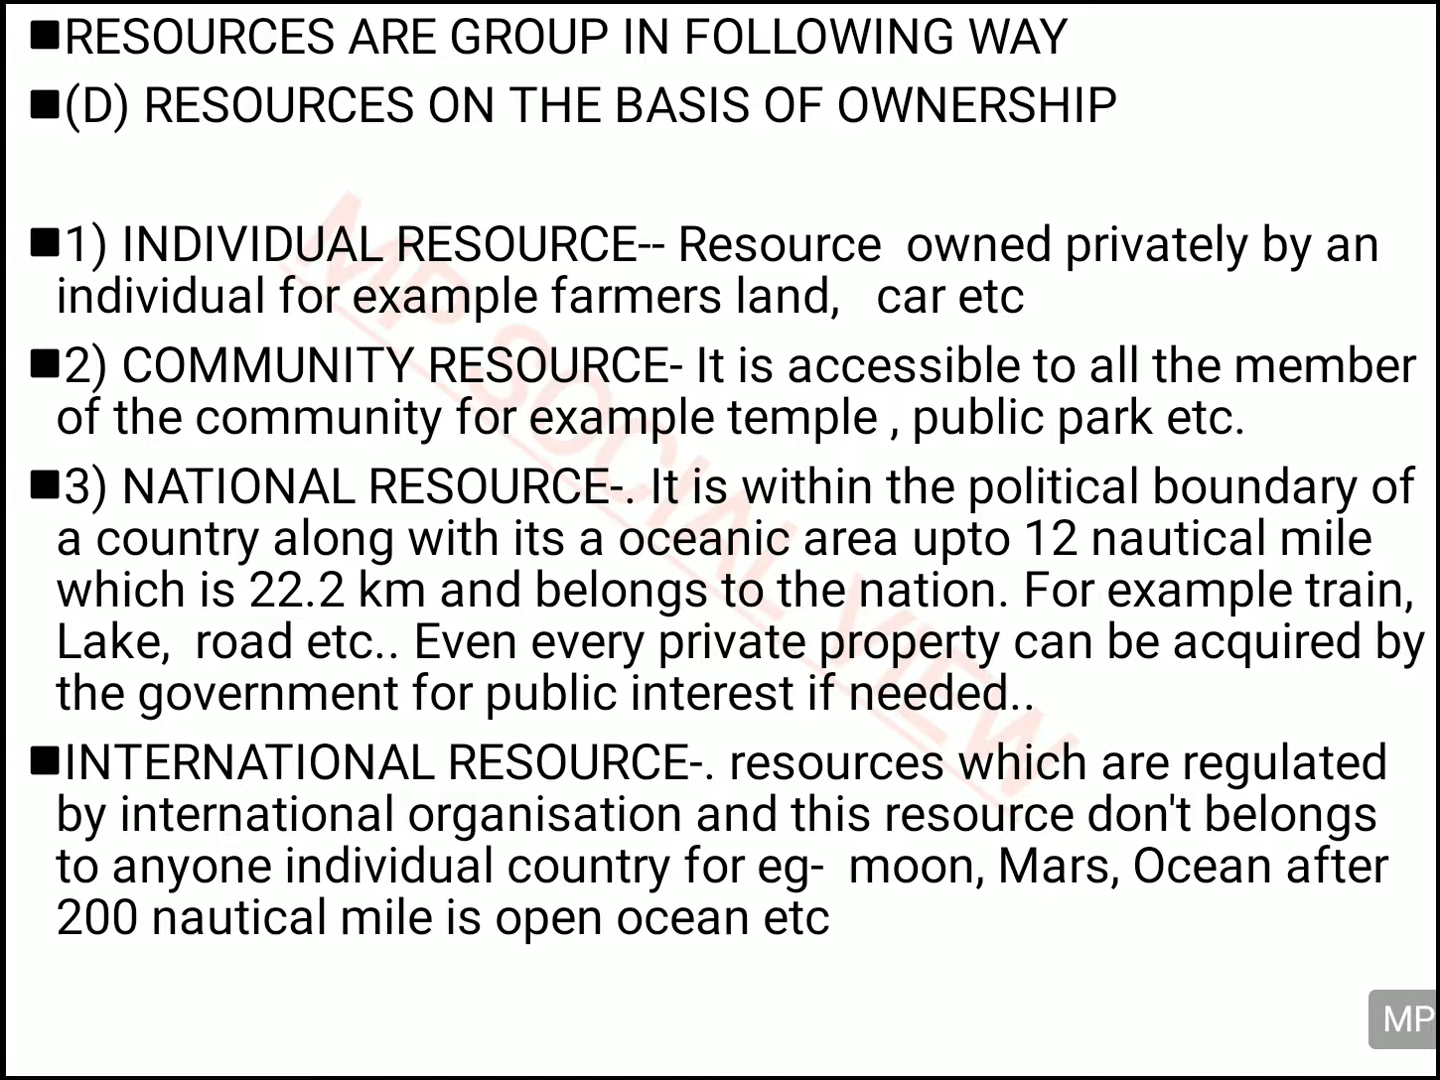 ■RESOURCES ARE GROUP IN FOLLOWING WAY
■(D) RESOURCES ON THE BASIS OF OWNERSHIP
■1) INDIVIDUAL RESOURCE-- Resource  owned privately by an
individual for example farmers land,   car etc
■2) COMMUNITY RESOURCE- It is accessible to all the member
of the community for example temple , public park etc.
■3) NATIONAL RESOURCE-. It is within the political boundary of
a country along with its a oceanic area upto 12 nautical mile
which is 22.2 km and belongs to the nation. For example train,
Lake,  road etc.. Even every private property can be acquired by
the government for public interest if needed..
■INTERNATIONAL RESOURCE-. resources which are regulated
by international organisation and this resource don't belongs
to anyone individual country for eg-  moon, Mars, Ocean after
200 nautical mile is open ocean etc
MP SOCIAL VIEW
MP